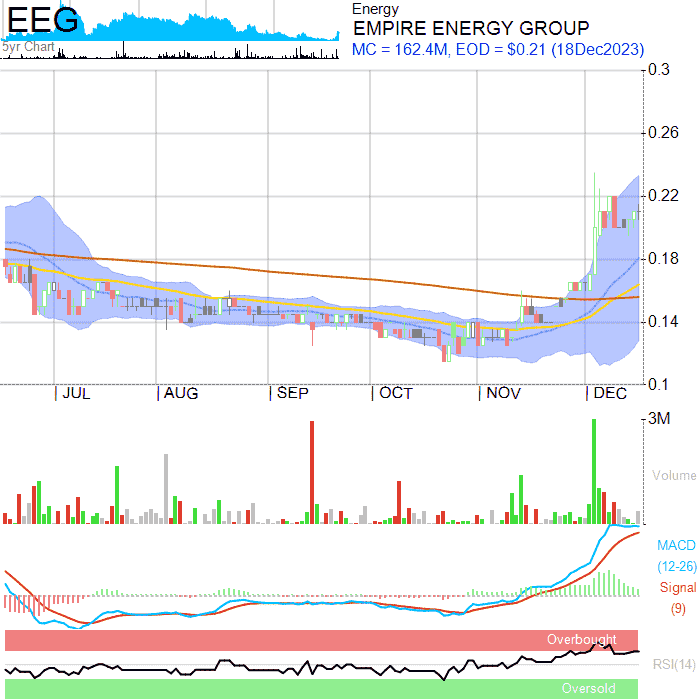 EEG
5yr Chart
Energy
EMPIRE ENERGY GROUP
MC = 162.4M, EOD = $0.21 (18Dec2023)
0.3
0.26
0.22
0.18
0.14
0.1
JUL AUG SEP OCT NOV DEC
3M
Volume
MACD
(12-26)
Signal
(9)
Overbought
RSI(14)
Oversold